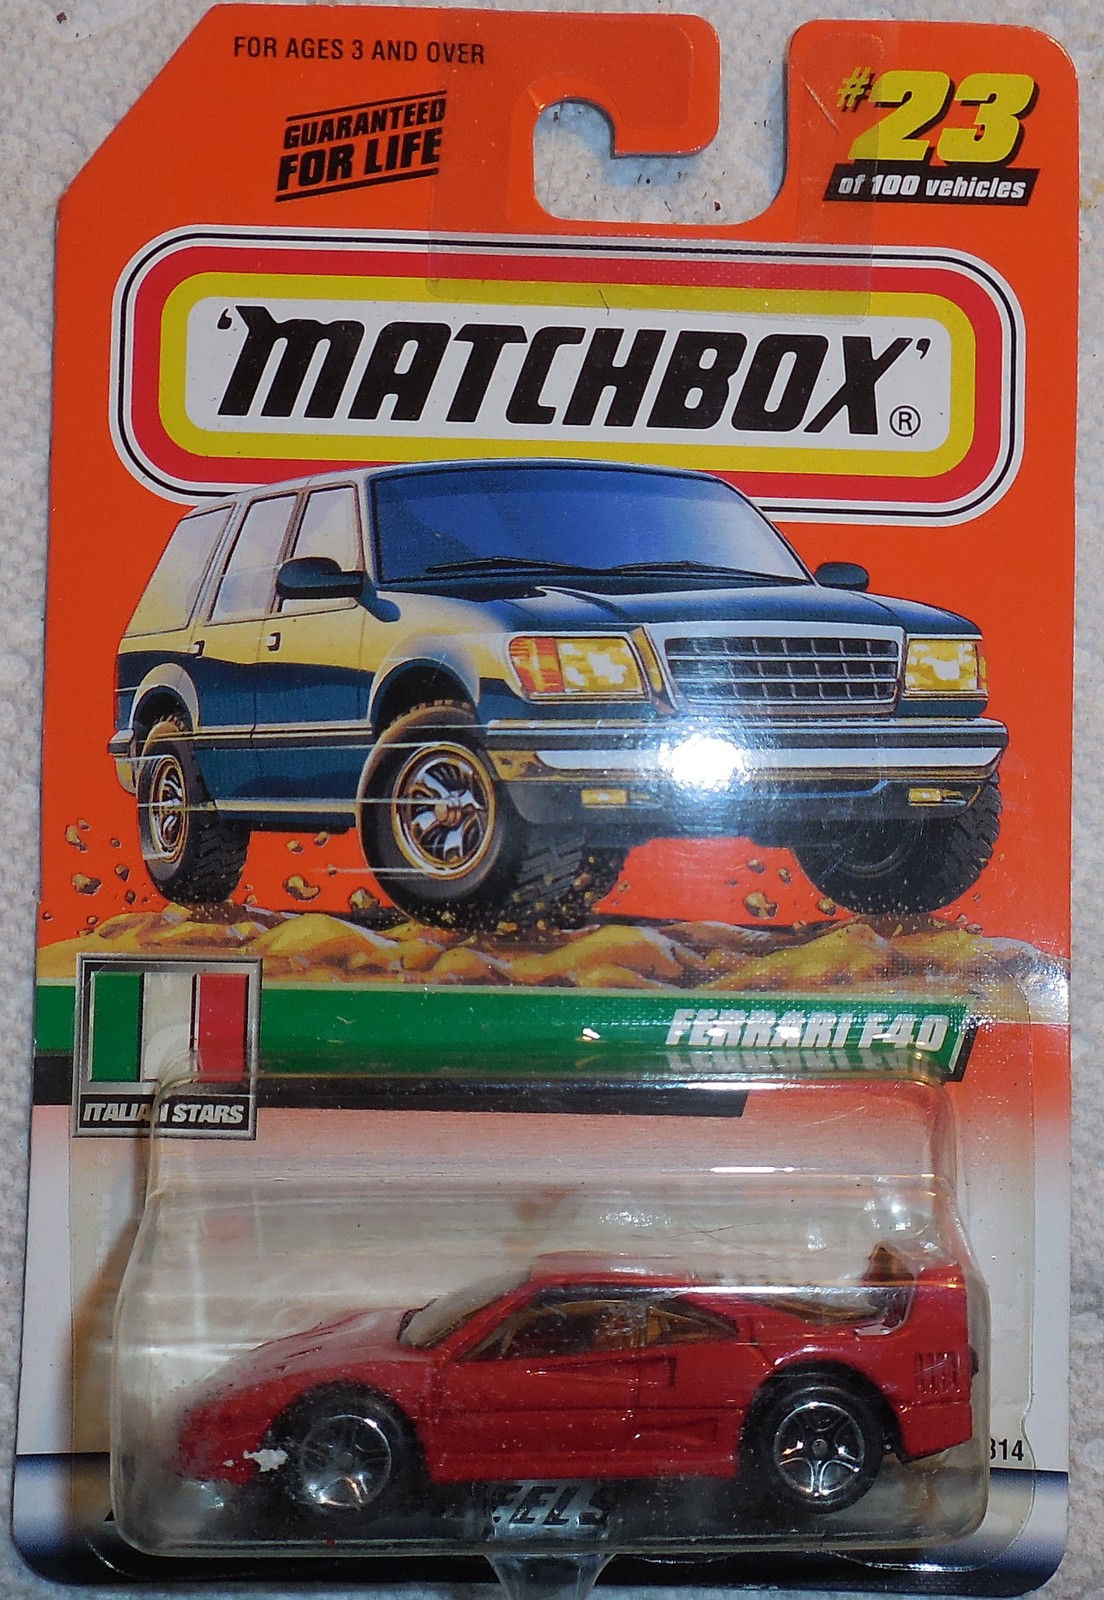 FOR AGES 3 AND OVER
GUARANTEED
FOR LIFE
#23
of 100 vehicles
'MATCHBOX'®
FERRARI F40
ITALIAN STARS